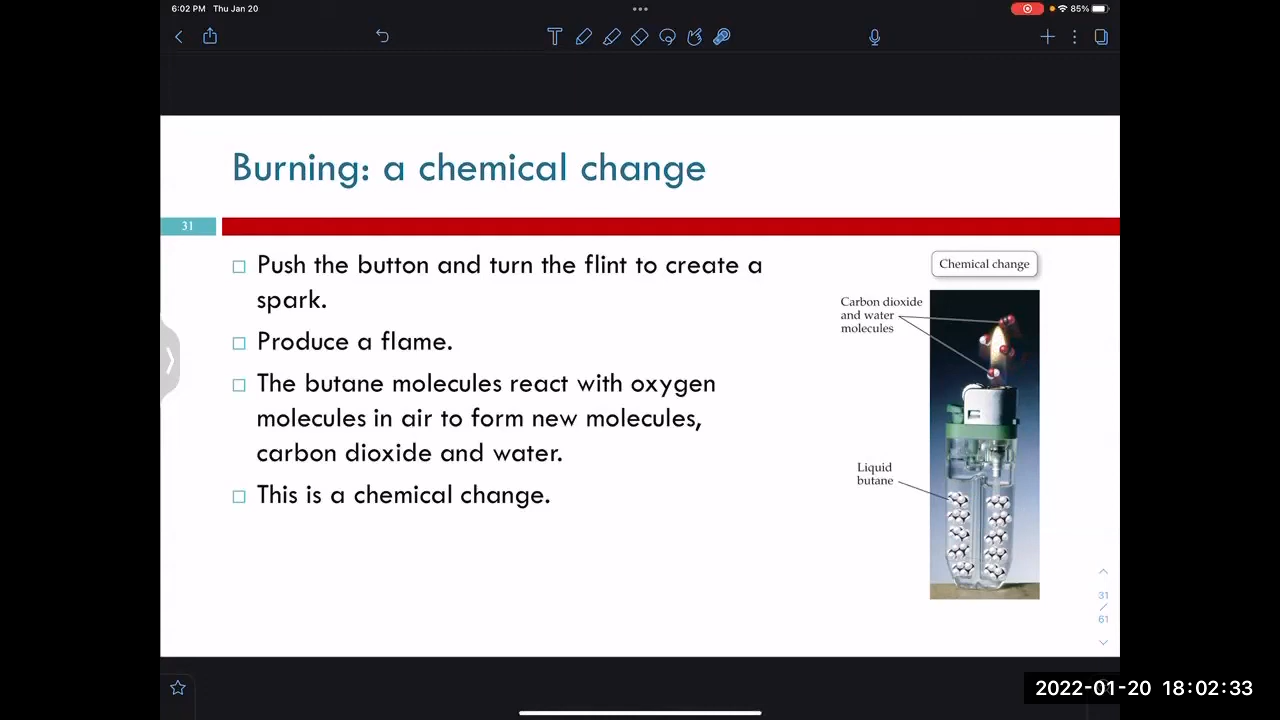 6:02 PM Thu Jan 20
85%
Burning: a chemical change
31
Push the button and turn the flint to create a
spark.
Produce a flame.
The butane molecules react with oxygen
molecules in air to form new molecules,
carbon dioxide and water.
This is a chemical change.
Chemical change
Carbon dioxide
and water
molecules
Liquid
butane
31
/
61
2022-01-20 18:02:33